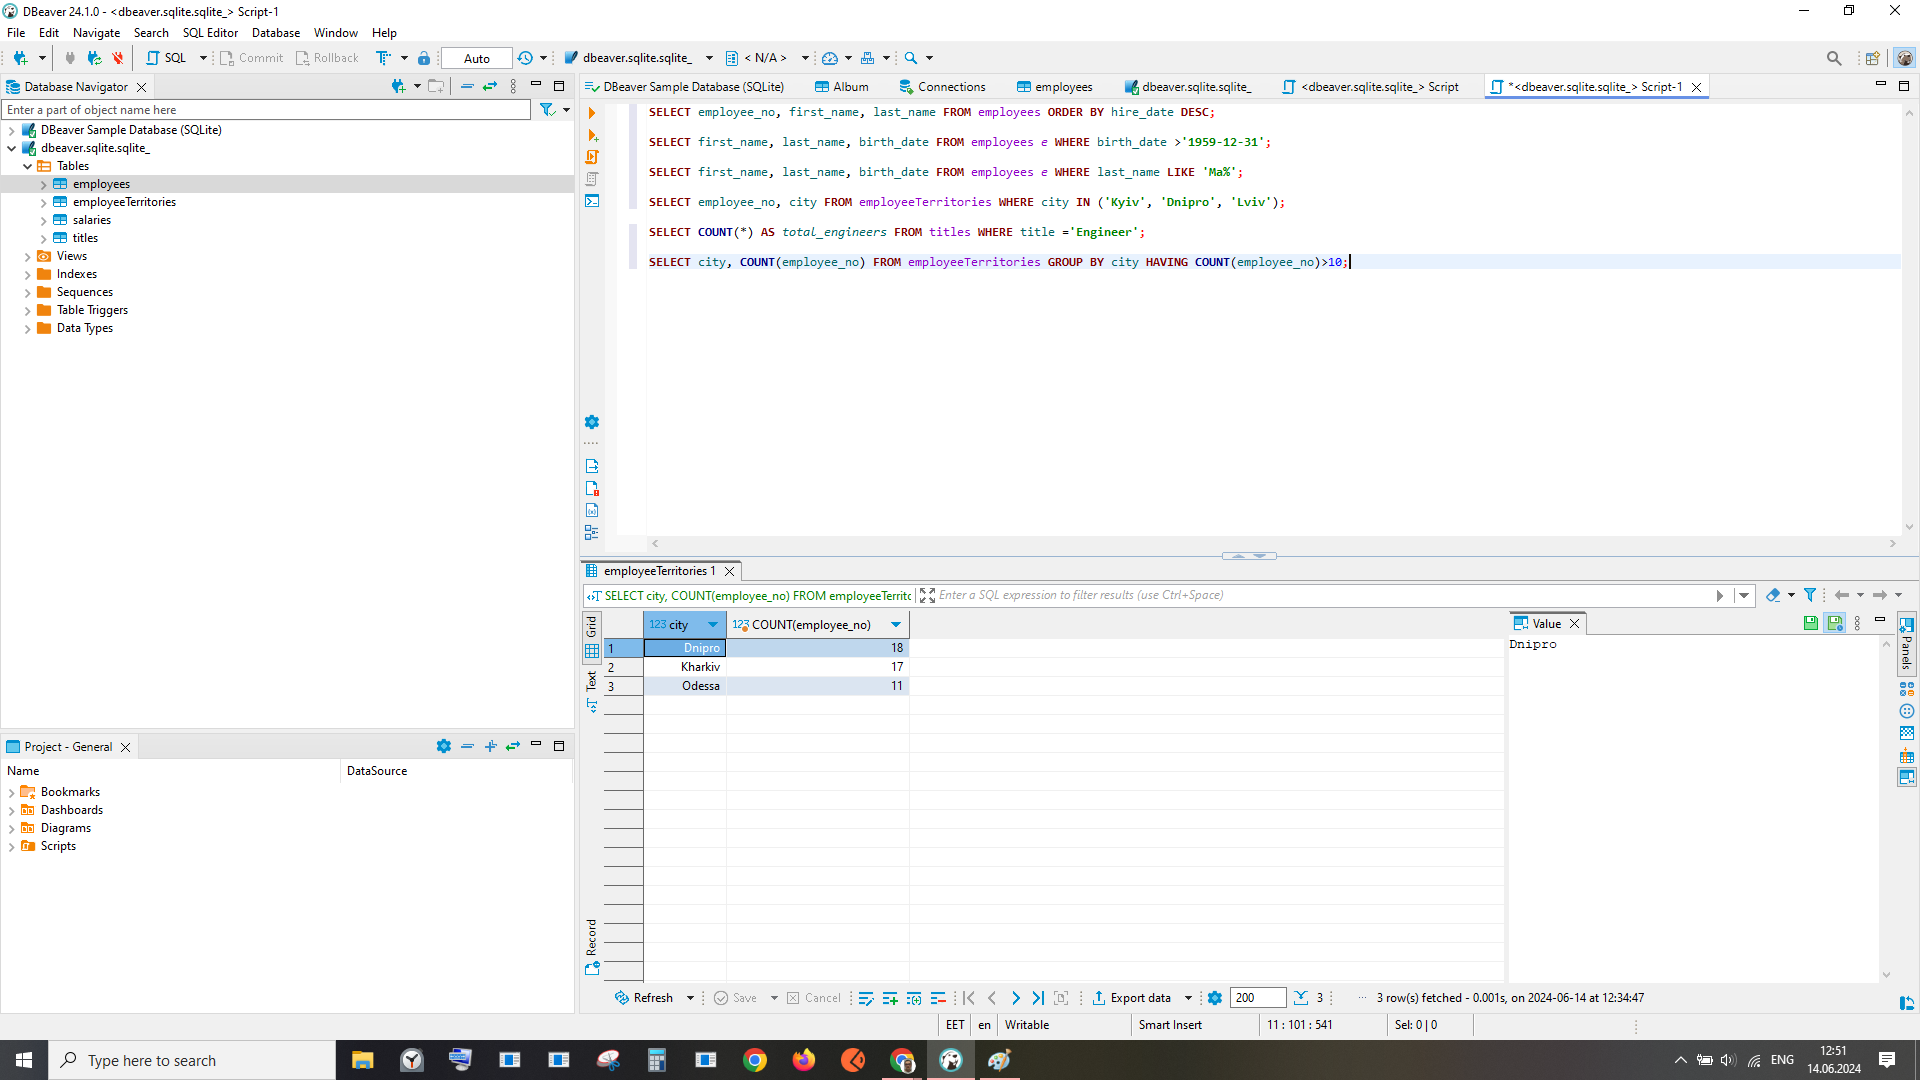 DBeaver 24.1.0 - <dbeaver.sqlite.sqlite_> Script-1
File Edit Navigate Search SQL Editor Database Window Help
SQL Commit Rollback Auto dbeaver.sqlite.sqlite_ < N/A >
Database Navigator
Enter a part of object name here
DBeaver Sample Database (SQLite)
dbeaver.sqlite.sqlite_
Tables
employees
employeeTerritories
salaries
titles
Views
Indexes
Sequences
Table Triggers
Data Types
Project - General
Name DataSource
Bookmarks
Dashboards
Diagrams
Scripts
DBeaver Sample Database (SQLite) Album Connections employees dbeaver.sqlite.sqlite_ <dbeaver.sqlite.sqlite_> Script *<dbeaver.sqlite.sqlite_> Script-1
SELECT employee_no, first_name, last_name FROM employees ORDER BY hire_date DESC;
SELECT first_name, last_name, birth_date FROM employees e WHERE birth_date >'1959-12-31';
SELECT first_name, last_name, birth_date FROM employees e WHERE last_name LIKE 'Ma%';
SELECT employee_no, city FROM employeeTerritories WHERE city IN ('Kyiv', 'Dnipro', 'Lviv');
SELECT COUNT(*) AS total_engineers FROM titles WHERE title ='Engineer';
SELECT city, COUNT(employee_no) FROM employeeTerritories GROUP BY city HAVING COUNT(employee_no)>10;
employeeTerritories 1
SELECT city, COUNT(employee_no) FROM employeeTerrito Enter a SQL expression to filter results (use Ctrl+Space)
Grid
Text
Record
123 city 123 COUNT(employee_no)
1 Dnipro 18
2 Kharkiv 17
3 Odessa 11
Value
Dnipro
Panels
Refresh Save Cancel Export data 200 3 3 row(s) fetched - 0.001s, on 2024-06-14 at 12:34:47
EET en Writable Smart Insert 11 : 101 : 541 Sel: 0 | 0
Type here to search
ENG
12:51
14.06.2024